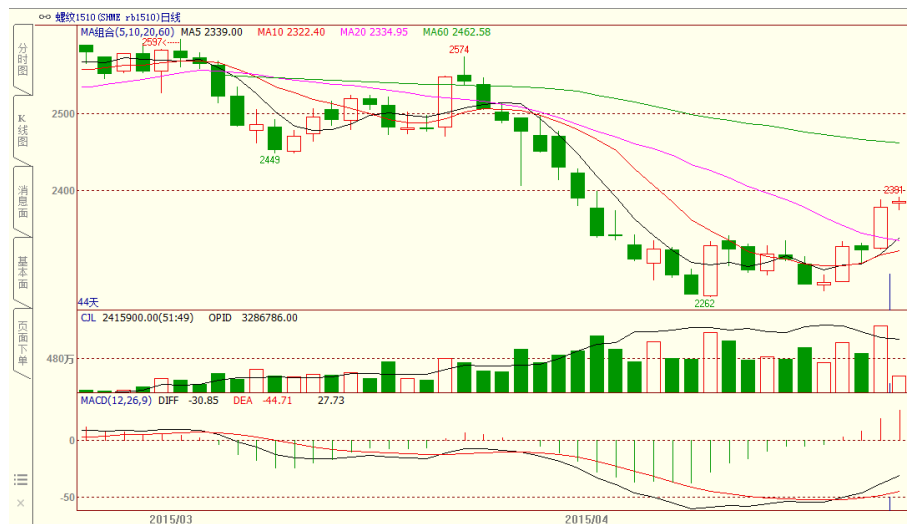 螺纹1510(SHME rb1510)日线
MA组合(5,10,20,60) MA5 2339.00 MA10 2322.40 MA20 2334.95 MA60 2462.58
分时图
K线图
消息面
基本面
页面下单
2597
2574
2500
2449
2400
2391
2262
44天
CJL 2415900.00(51:49) OPID 3286786.00
480万
MACD(12,26,9) DIFF -30.85 DEA -44.71 27.73
0
-50
2015/03
2015/04